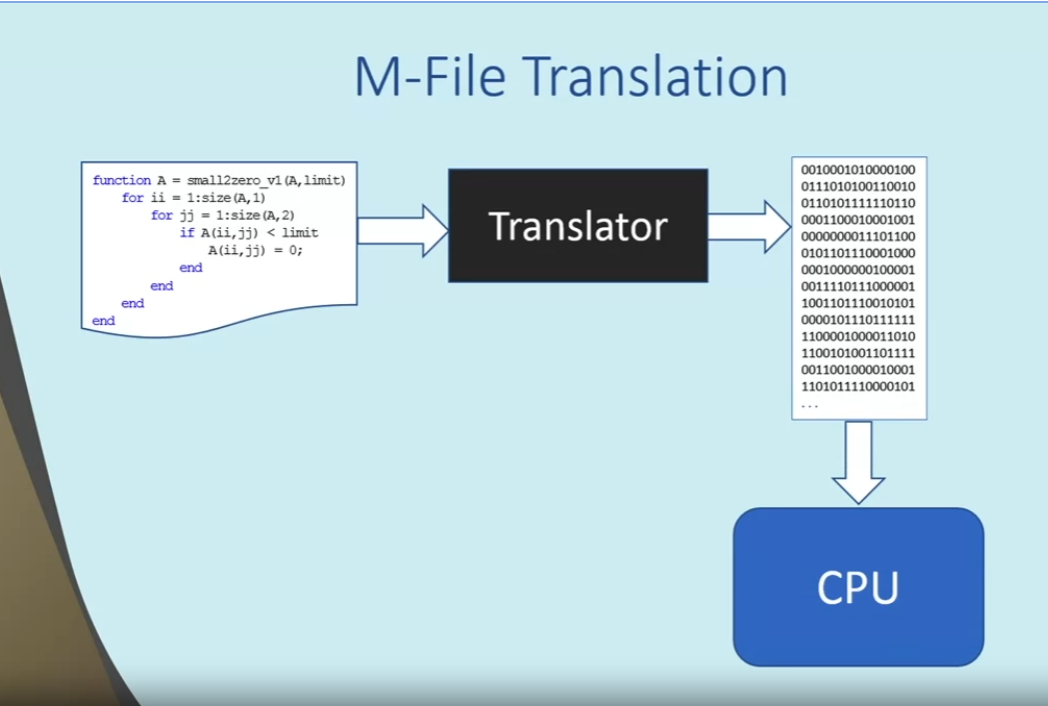 M-File Translation
function A = small2zero_v1(A,limit)
for ii = 1:size(A,1)
for jj = 1:size(A,2)
if A(ii,jj) < limit
A(ii,jj) = 0;
end
end
end
end
Translator
0010001010000100
0111010100110010
0110101111110110
0001100010001001
0000000011101100
0101101110001000
0001000000100001
0011110111000001
1001101110010101
0000101110111111
1100001000011010
1100101001101111
0011001000010001
1101011110000101
...
CPU